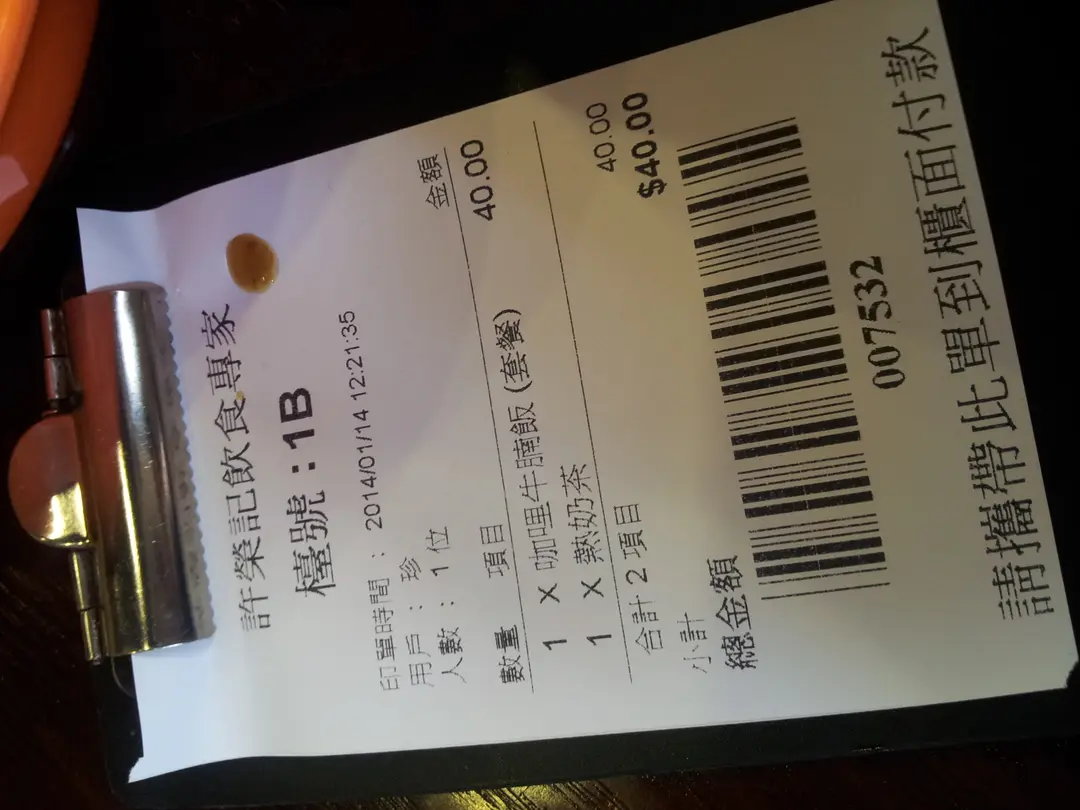 許榮記飲食專家
檯號：1B
印單時間： 2014/01/14 12:21:35
用戶：珍
人數：1 位
數量 項目 金額
1 X 咖哩牛腩飯 (套餐) 40.00
1 X 熱奶茶
合計 2 項目
小計 40.00
總金額 $40.00
007532
請攜帶此單到櫃面付款